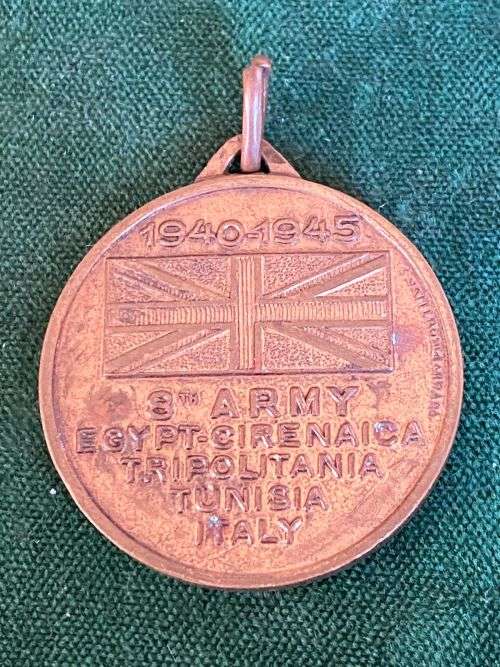 1940-1945
8TH ARMY
EGYPT-CIRENAICA
TRIPOLITANIA
TUNISIA
ITALY